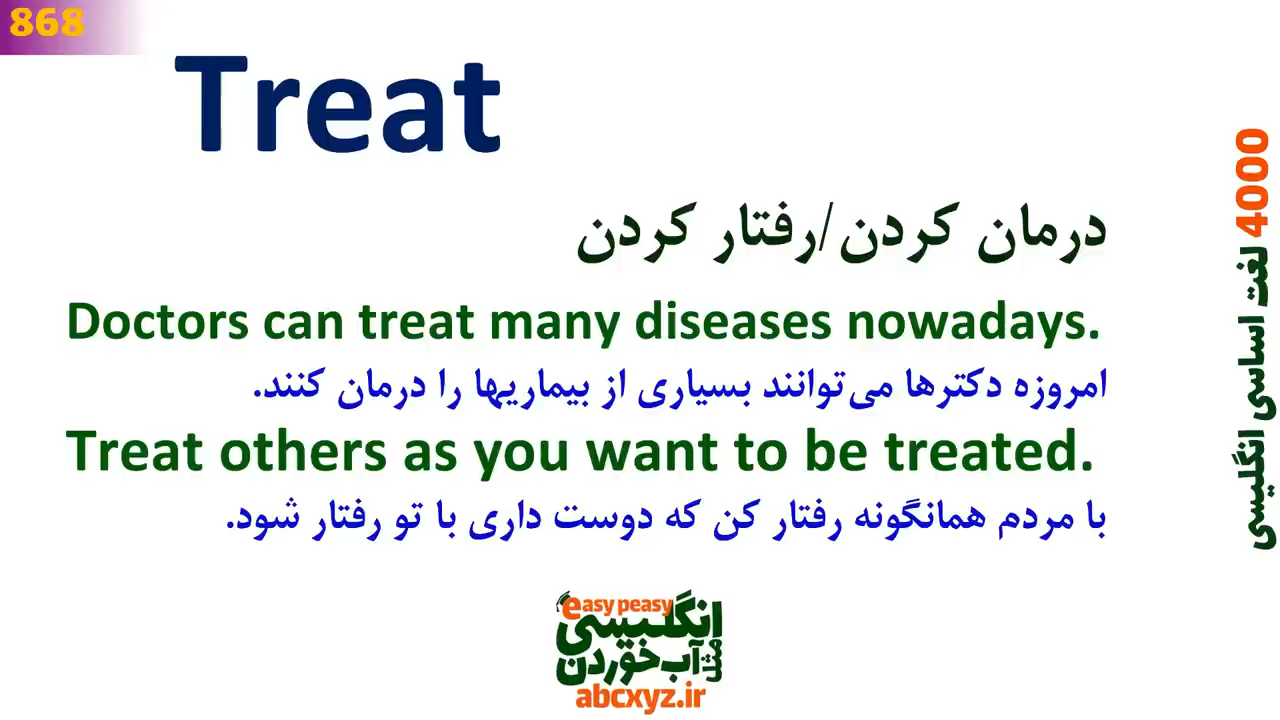 868
Treat
درمان کردن/رفتار کردن
Doctors can treat many diseases nowadays.
امروزه دکترها می‌توانند بسیاری از بیماریها را درمان کنند.
Treat others as you want to be treated.
با مردم همانگونه رفتار کن که دوست داری با تو رفتار شود.
4000 لغت اساسی انگلیسی
easy peasy
انگلیسی
مثل آب خوردن
abcxyz.ir